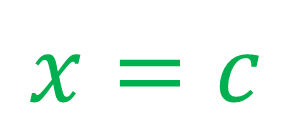 x = c